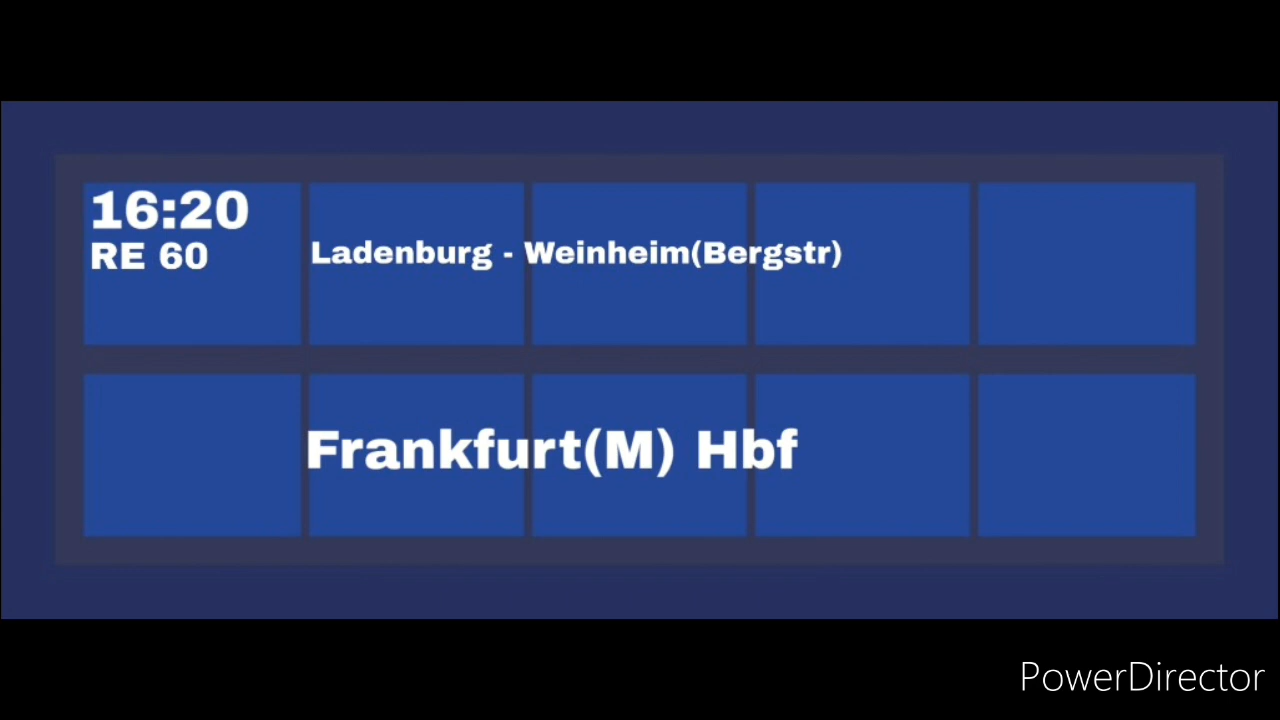 16:20
RE 60
Ladenburg - Weinheim(Bergstr)
Frankfurt(M) Hbf
PowerDirector